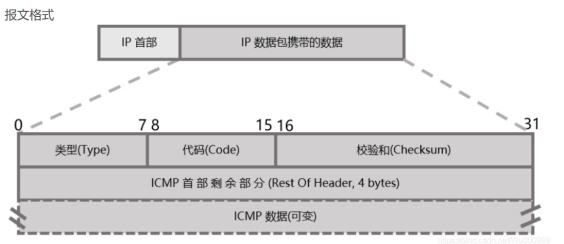 报文格式
IP 首部 IP 数据包携带的数据
0 7 8 15 16 31
类型(Type) 代码(Code) 校验和(Checksum)
ICMP 首部剩余部分(Rest Of Header, 4 bytes)
ICMP 数据(可变)